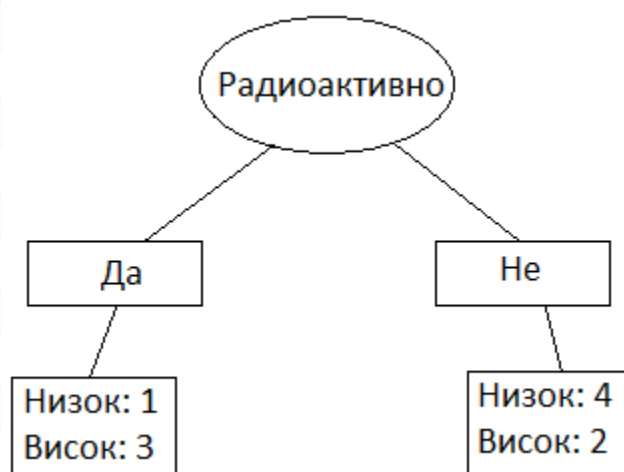 Радиоактивно
Да
Не
Низок: 1
Висок: 3
Низок: 4
Висок: 2